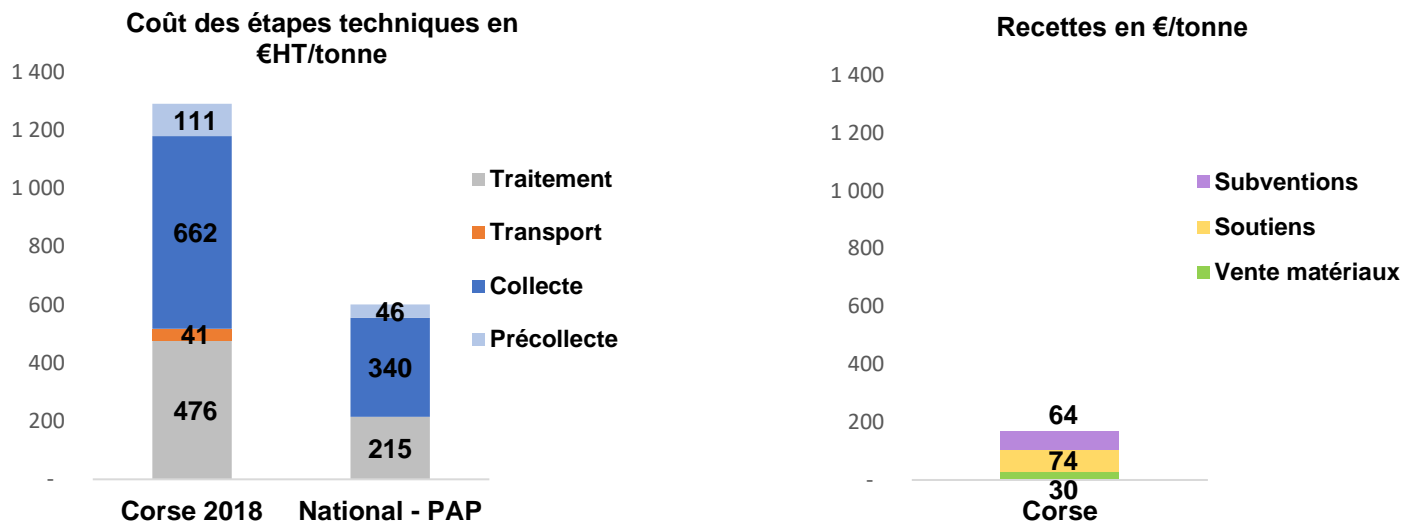 Coût des étapes techniques en
€HT/tonne
1 400
1 200
1 000
800
600
400
200
-
111
662
41
476
46
340
215
Corse 2018
National - PAP
Traitement
Transport
Collecte
Précollecte
Recettes en €/tonne
1 400
1 200
1 000
800
600
400
200
-
64
74
30
Corse
Subventions
Soutiens
Vente matériaux